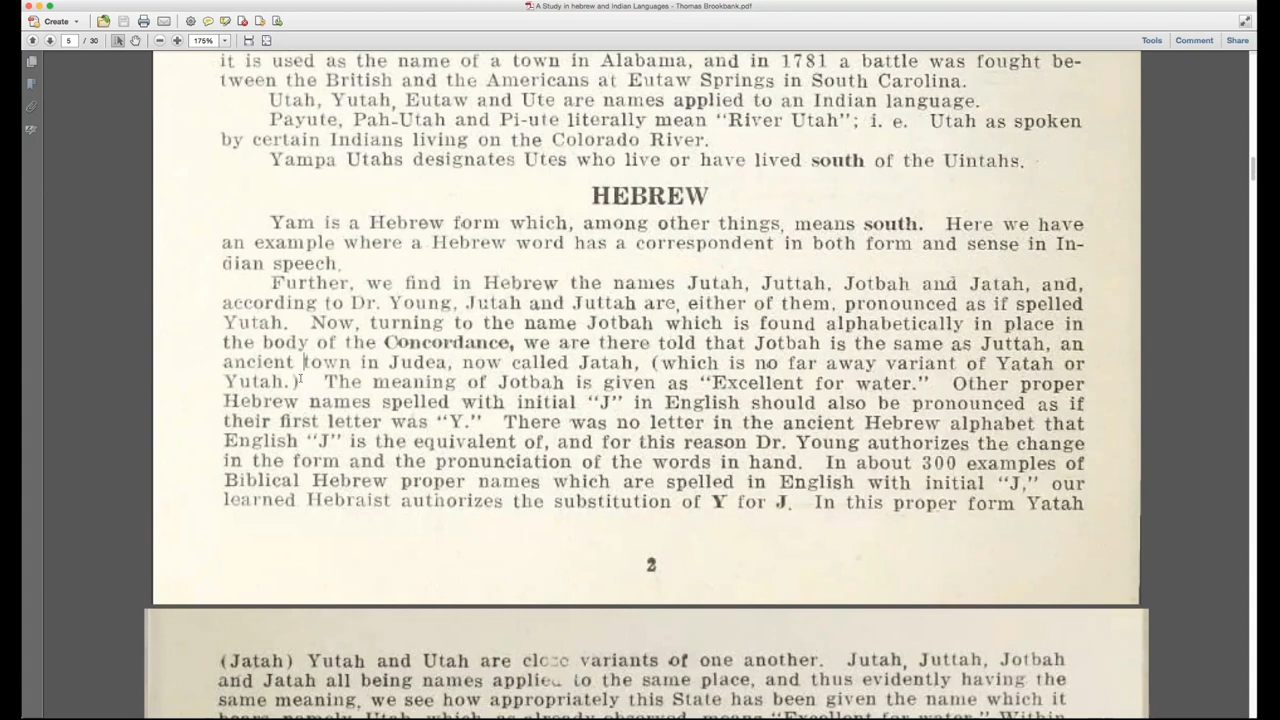 A Study in hebrew and Indian Languages - Thomas Brookbank.pdf
Create
5 / 30
175%
Tools Comment Share
it is used as the name of a town in Alabama, and in 1781 a battle was fought be-
tween the British and the Americans at Eutaw Springs in South Carolina.
Utah, Yutah, Eutaw and Ute are names applied to an Indian language.
Payute, Pah-Utah and Pi-ute literally mean "River Utah"; i. e. Utah as spoken
by certain Indians living on the Colorado River.
Yampa Utahs designates Utes who live or have lived south of the Uintahs.
HEBREW
Yam is a Hebrew form which, among other things, means south. Here we have
an example where a Hebrew word has a correspondent in both form and sense in In-
dian speech.
Further, we find in Hebrew the names Jutah, Juttah, Jotbah and Jatah, and,
according to Dr. Young, Jutah and Juttah are, either of them, pronounced as if spelled
Yutah. Now, turning to the name Jotbah which is found alphabetically in place in
the body of the Concordance, we are there told that Jotbah is the same as Juttah, an
ancient town in Judea, now called Jatah, (which is no far away variant of Yatah or
Yutah.) The meaning of Jotbah is given as "Excellent for water." Other proper
Hebrew names spelled with initial "J" in English should also be pronounced as if
their first letter was "Y." There was no letter in the ancient Hebrew alphabet that
English "J" is the equivalent of, and for this reason Dr. Young authorizes the change
in the form and the pronunciation of the words in hand. In about 300 examples of
Biblical Hebrew proper names which are spelled in English with initial "J," our
learned Hebraist authorizes the substitution of Y for J. In this proper form Yatah
2
(Jatah) Yutah and Utah are close variants of one another. Jutah, Juttah, Jotbah
and Jatah all being names applied to the same place, and thus evidently having the
same meaning, we see how appropriately this State has been given the name which it
bears namely Utah which as already observed means "Excellent for water" Within